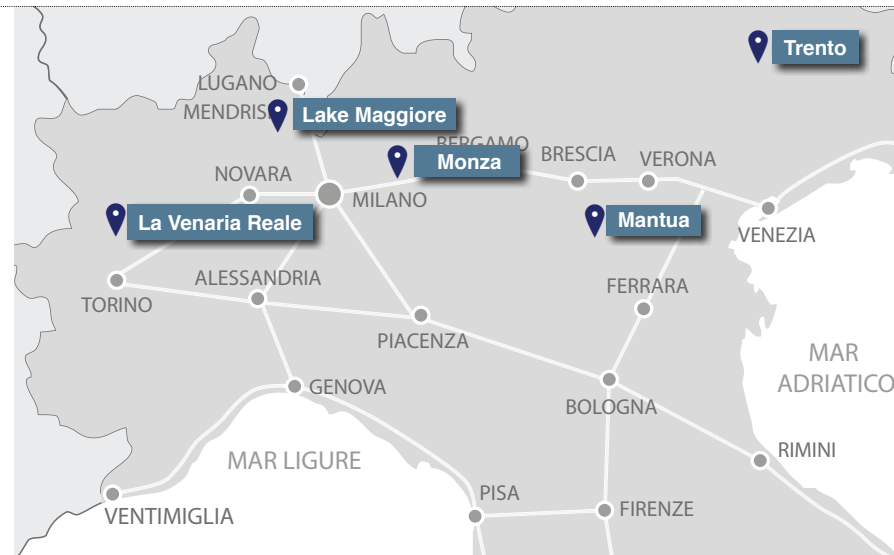 Trento
LUGANO
MENDRISI
Lake Maggiore
BERGAMO
Monza
BRESCIA
VERONA
NOVARA
MILANO
La Venaria Reale
Mantua
VENEZIA
ALESSANDRIA
TORINO
FERRARA
PIACENZA
MAR
ADRIATICO
GENOVA
BOLOGNA
MAR LIGURE
RIMINI
PISA
FIRENZE
VENTIMIGLIA